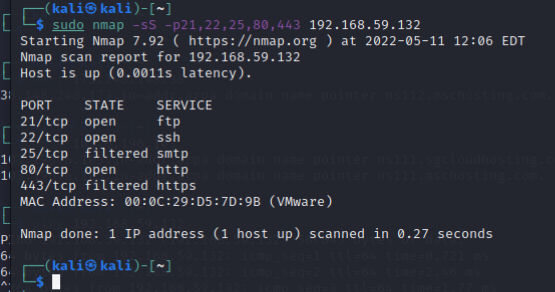 ┌──(kali㉿kali)-[~]
└─$ sudo nmap -sS -p21,22,25,80,443 192.168.59.132
Starting Nmap 7.92 ( https://nmap.org ) at 2022-05-11 12:06 EDT
Nmap scan report for 192.168.59.132
Host is up (0.0011s latency).
PORT    STATE    SERVICE
21/tcp  open     ftp
22/tcp  open     ssh
25/tcp  filtered smtp
80/tcp  open     http
443/tcp filtered https
MAC Address: 00:0C:29:D5:7D:9B (VMware)
Nmap done: 1 IP address (1 host up) scanned in 0.27 seconds
┌──(kali㉿kali)-[~]
└─$